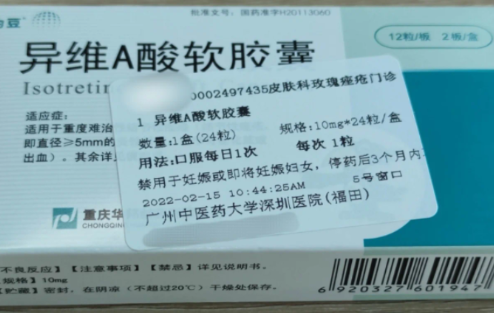 批准文号：国药准字H20113060
异维A酸软胶囊
12粒/板 2板/盒
Isotretin
适应症：
适用于重度难治
即直径≥5mm的
出血）。其余详
0002497435皮肤科玫瑰痤疮门诊
1 异维A酸软胶囊
数量:1盒(24粒) 规格:10mg*24粒/盒
用法:口服每日1次 每次 1粒
禁用于妊娠或即将妊娠妇女,停药后3个月内
2022-02-15 10:44:25AM 5号窗口
广州中医药大学深圳医院(福田)
重庆华
CHONGQING
不良反应】【注意事项】【禁忌】详见说明书。
规格】10mg
贮藏】密封，在阴凉（不超过20℃）干燥处保存。
6920327601947